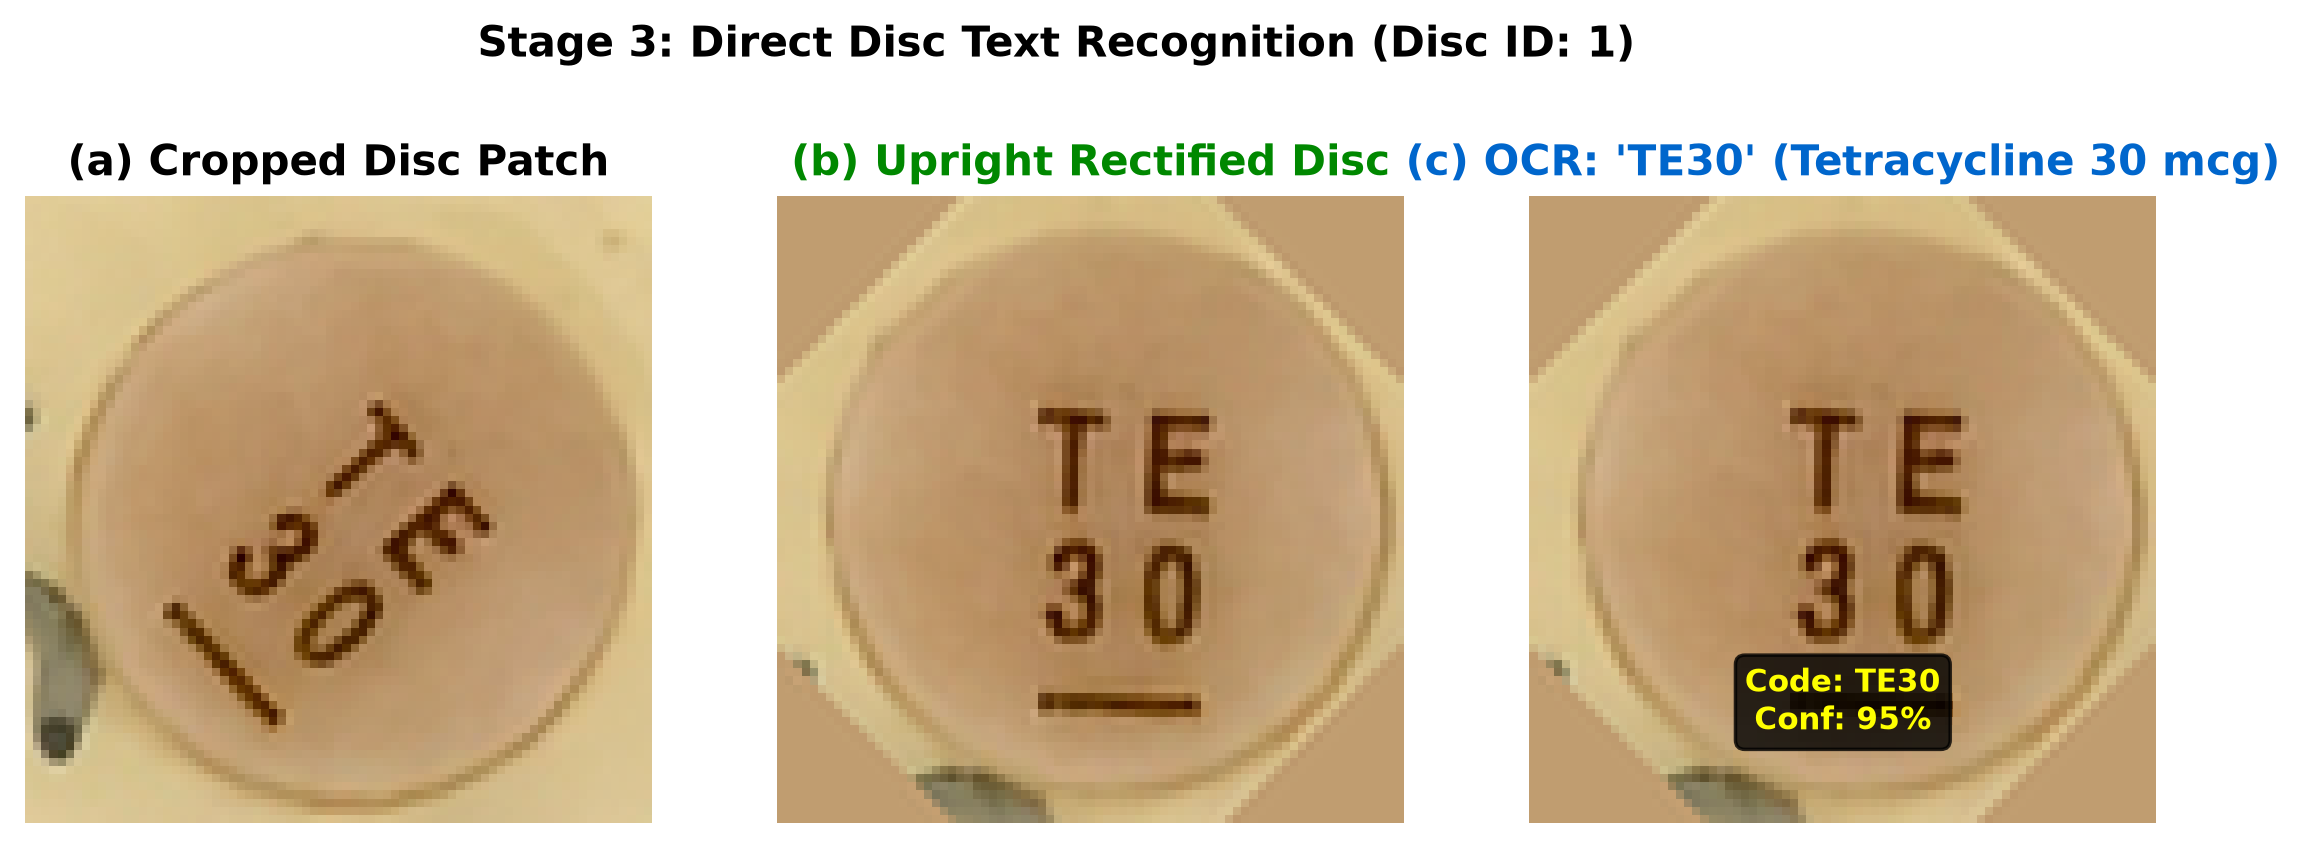 Stage 3: Direct Disc Text Recognition (Disc ID: 1)
(a) Cropped Disc Patch
(b) Upright Rectified Disc
(c) OCR: 'TE30' (Tetracycline 30 mcg)
TE
30
TE
30
TE
30
Code: TE30
Conf: 95%